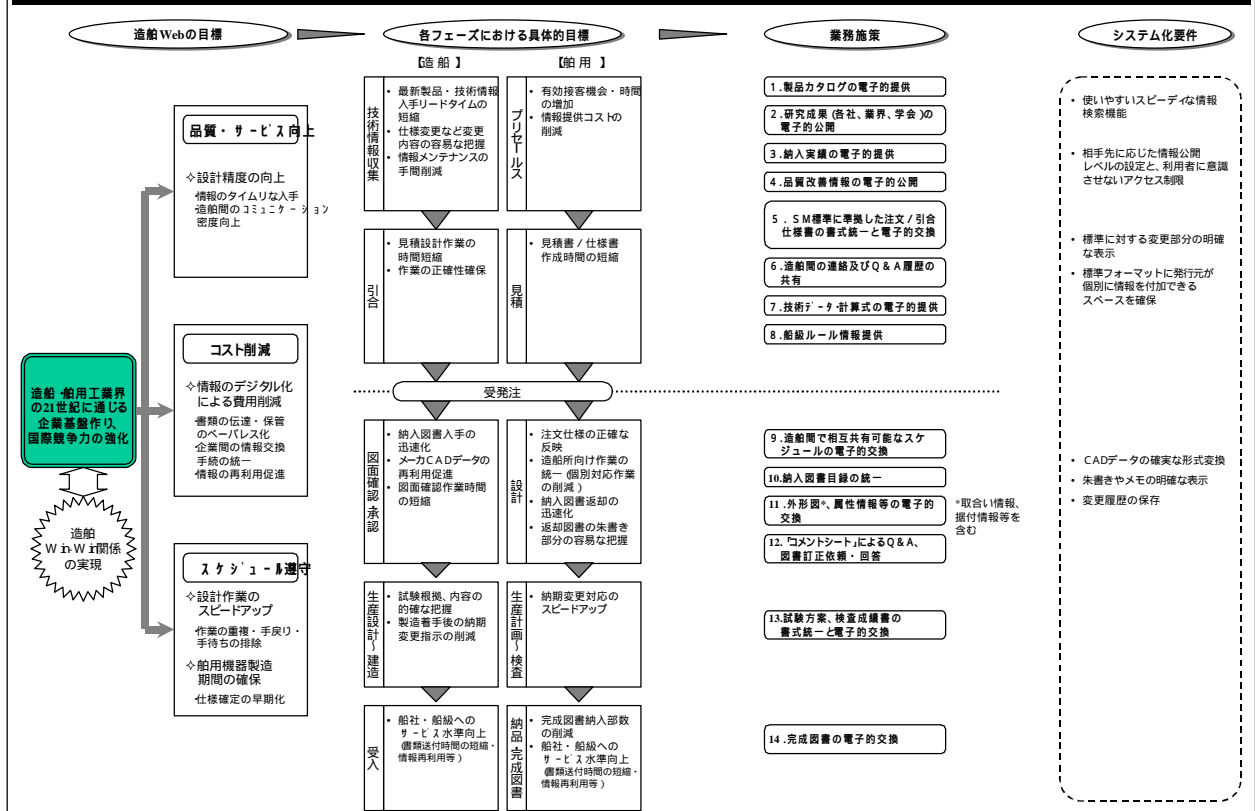 造船Webの目標
各フェーズにおける具体的目標
業務施策
システム化要件
【造 船 】
【舶 用 】
造船・舶用工業界
の21世紀に通じる
企業基盤作り、
国際競争力の強化
造船
Win-Win関係
の実現
品質・サービス向上
✧設計精度の向上
・情報のタイムリな入手
・造舶間のコミュニケーション
密度向上
コスト削減
✧情報のデジタル化
による費用削減
・書類の伝達・保管
のペーパレス化
・企業間の情報交換
手続の統一
・情報の再利用促進
スケジュール遵守
✧設計作業の
スピードアップ
・作業の重複・手戻り・
手待ちの排除
✧舶用機器製造
期間の確保
・仕様確定の早期化
技術情報収集
• 最新製品・技術情報
入手リードタイムの
短縮
• 仕様変更など変更
内容の容易な把握
• 情報メンテナンスの
手間削減
プリセールス
• 有効接客機会・時間
の増加
• 情報提供コストの
削減
引合
• 見積設計作業の
時間短縮
• 作業の正確性確保
見積
• 見積書/仕様書
作成時間の短縮
受発注
図面確認・承認
• 納入図書入手の
迅速化
• メーカCADデータの
再利用促進
• 図面確認作業時間
の短縮
設計
• 注文仕様の正確な
反映
• 造船所向け作業の
統一(個別対応作業
の削減)
• 納入図書返却の
迅速化
• 返却図書の朱書き
部分の容易な把握
生産設計~建造
• 試験根拠、内容の
的確な把握
• 製造着手後の納期
変更指示の削減
生産計画~検査
• 納期変更対応の
スピードアップ
受入
• 船社・船級への
サービス水準向上
(書類送付時間の短縮・
情報再利用等)
納品・完成図書
• 完成図書納入部数
の削減
• 船社・船級への
サービス水準向上
(書類送付時間の短縮・
情報再利用等)
1.製品カタログの電子的提供
2.研究成果(各社、業界、学会)の
電子的公開
3.納入実績の電子的提供
4.品質改善情報の電子的公開
5.SM標準に準拠した注文/引合
仕様書の書式統一と電子的交換
6.造舶間の連絡及びQ&A履歴の
共有
7.技術データ・計算式の電子的提供
8.船級ルール情報提供
9.造舶間で相互共有可能なスケ
ジュールの電子的交換
10.納入図書目録の統一
11.外形図*、属性情報等の電子的
交換
*取合い情報、
据付情報等を
含む
12.「コメントシート」によるQ&A、
図書訂正依頼・回答
13.試験方案、検査成績書の
書式統一と電子的交換
14.完成図書の電子的交換
• 使いやすいスピーディな情報
検索機能
• 相手先に応じた情報公開
レベルの設定と、利用者に意識
させないアクセス制限
• 標準に対する変更部分の明確
な表示
• 標準フォーマットに発行元が
個別に情報を付加できる
スペースを確保
• CADデータの確実な形式変換
• 朱書きやメモの明確な表示
• 変更履歴の保存